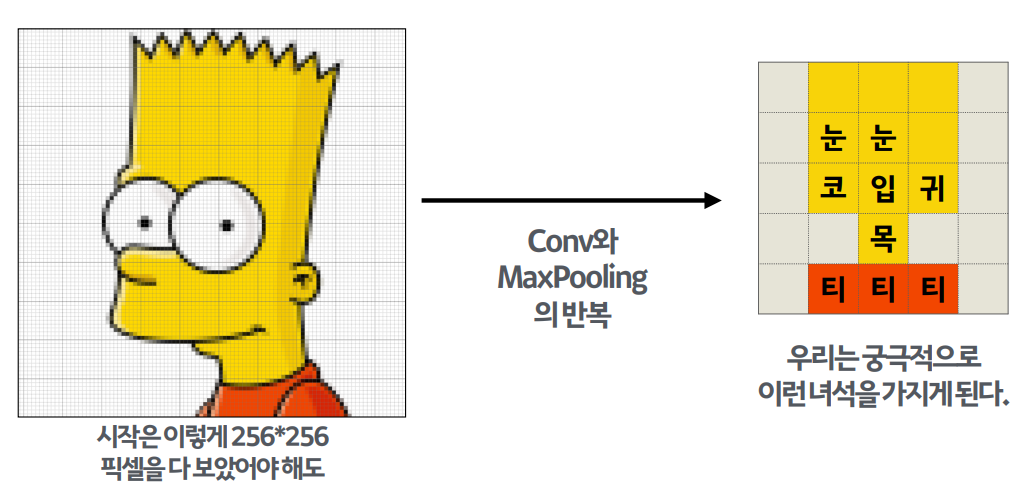 눈 눈
코 입 귀
목
티 티 티
Conv와
MaxPooling
의 반복
우리는 궁극적으로
이런 녀석을 가지게 된다.
시작은 이렇게 256*256
픽셀을 다 보았어야 해도